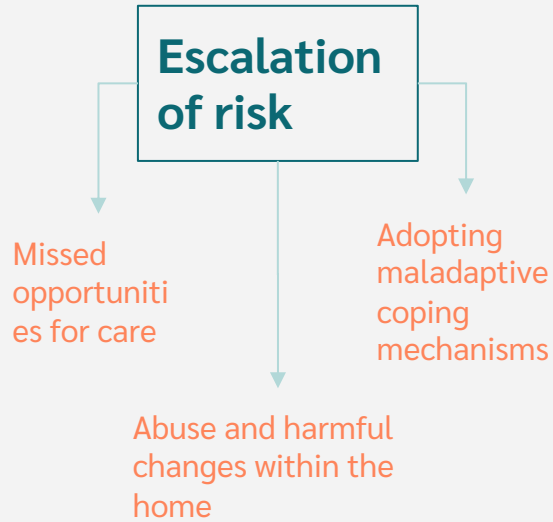 Escalation
of risk
Missed
opportuniti
es for care
Adopting
maladaptive
coping
mechanisms
Abuse and harmful
changes within the
home